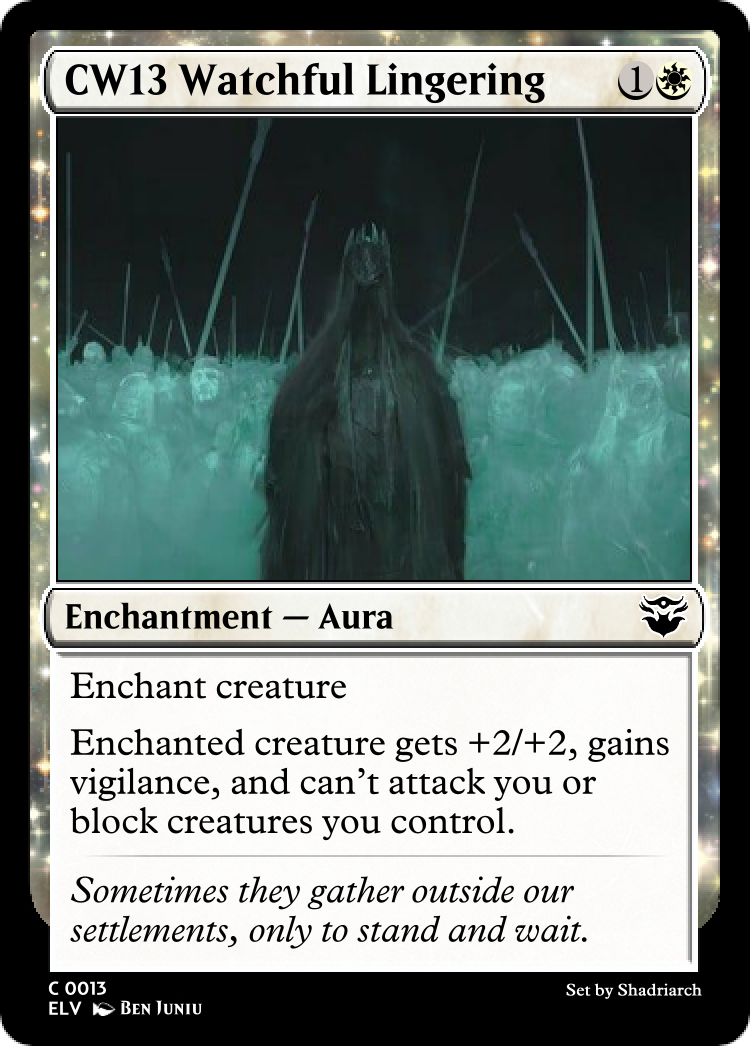 CW13 Watchful Lingering 1
Enchantment — Aura
Enchant creature
Enchanted creature gets +2/+2, gains
vigilance, and can't attack you or
block creatures you control.
Sometimes they gather outside our
settlements, only to stand and wait.
C 0013
Set by Shadriarch
ELV Ben Juniu